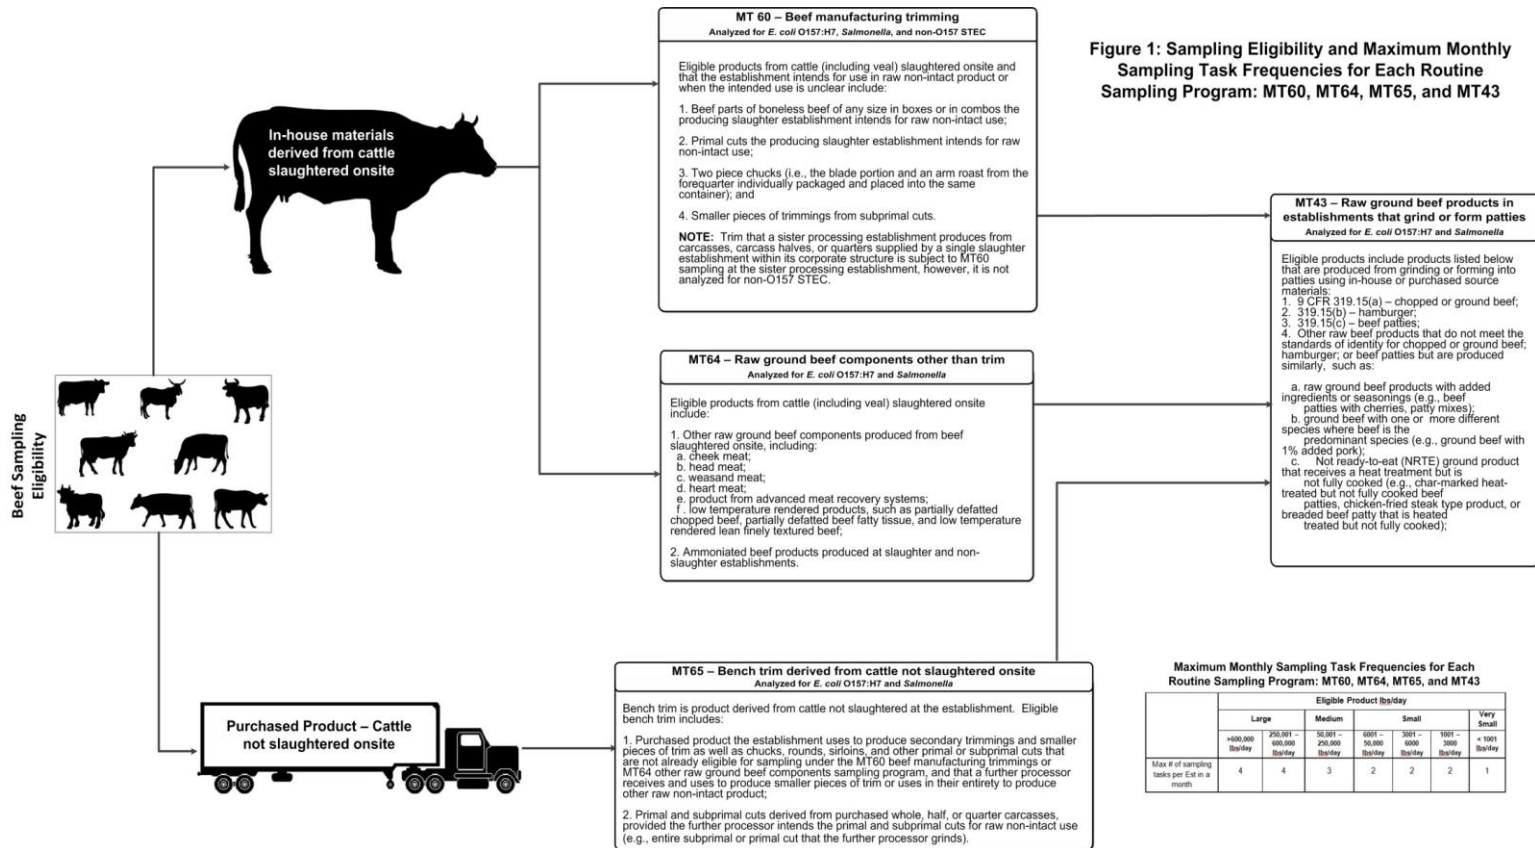 Figure 1: Sampling Eligibility and Maximum Monthly
Sampling Task Frequencies for Each Routine
Sampling Program: MT60, MT64, MT65, and MT43
Beef Sampling
Eligibility
In-house materials
derived from cattle
slaughtered onsite
MT 60 – Beef manufacturing trimming
Analyzed for E. coli O157:H7, Salmonella, and non-O157 STEC
Eligible products from cattle (including veal) slaughtered onsite and
that the establishment intends for use in raw non-intact product or
when the intended use is unclear include:
1. Beef parts of boneless beef of any size in boxes or in combos the
producing slaughter establishment intends for raw non-intact use;
2. Primal cuts the producing slaughter establishment intends for raw
non-intact use;
3. Two piece chucks (i.e., the blade portion and an arm roast from the
forequarter individually packaged and placed into the same
container); and
4. Smaller pieces of trimmings from subprimal cuts.
NOTE: Trim that a sister processing establishment produces from
carcasses, carcass halves, or quarters supplied by a single slaughter
establishment within its corporate structure is subject to MT60
sampling at the sister processing establishment, however, it is not
analyzed for non-O157 STEC.
MT64 – Raw ground beef components other than trim
Analyzed for E. coli O157:H7 and Salmonella
Eligible products from cattle (including veal) slaughtered onsite
include:
1. Other raw ground beef components produced from beef
slaughtered onsite, including:
a. cheek meat;
b. head meat;
c. weasand meat;
d. heart meat;
e. product from advanced meat recovery systems;
f . low temperature rendered products, such as partially defatted
chopped beef, partially defatted beef fatty tissue, and low temperature
rendered lean finely textured beef;
2. Ammoniated beef products produced at slaughter and non-
slaughter establishments.
MT43 – Raw ground beef products in
establishments that grind or form patties
Analyzed for E. coli O157:H7 and Salmonella
Eligible products include products listed below
that are produced from grinding or forming into
patties using in-house or purchased source
materials:
1. 9 CFR 319.15(a) – chopped or ground beef;
2. 319.15(b) – hamburger;
3. 319.15(c) – beef patties;
4. Other raw beef products that do not meet the
standards of identity for chopped or ground beef;
hamburger; or beef patties but are produced
similarly, such as:
a. raw ground beef products with added
ingredients or seasonings (e.g., beef
patties with cherries, patty mixes);
b. ground beef with one or more different
species where beef is the
predominant species (e.g., ground beef with
1% added pork);
c. Not ready-to-eat (NRTE) ground product
that receives a heat treatment but is
not fully cooked (e.g., char-marked heat-
treated but not fully cooked beef
patties, chicken-fried steak type product, or
breaded beef patty that is heated
treated but not fully cooked);
Purchased Product – Cattle
not slaughtered onsite
MT65 – Bench trim derived from cattle not slaughtered onsite
Analyzed for E. coli O157:H7 and Salmonella
Bench trim is product derived from cattle not slaughtered at the establishment. Eligible
bench trim includes:
1. Purchased product the establishment uses to produce secondary trimmings and smaller
pieces of trim as well as chucks, rounds, sirloins, and other primal or subprimal cuts that
are not already eligible for sampling under the MT60 beef manufacturing trimmings or
MT64 other raw ground beef components sampling program, and that a further processor
receives and uses to produce smaller pieces of trim or uses in their entirety to produce
other raw non-intact product;
2. Primal and subprimal cuts derived from purchased whole, half, or quarter carcasses,
provided the further processor intends the primal and subprimal cuts for raw non-intact use
(e.g., entire subprimal or primal cut that the further processor grinds).
Maximum Monthly Sampling Task Frequencies for Each
Routine Sampling Program: MT60, MT64, MT65, and MT43
Eligible Product lbs/day
Large Medium Small Very Small
>600,000 lbs/day 250,001 – 600,000 lbs/day 50,001 – 250,000 lbs/day 6001 – 50,000 lbs/day 3001 – 6000 lbs/day 1001 – 3000 lbs/day < 1001 lbs/day
Max # of sampling tasks per Est in a month 4 4 3 2 2 2 1